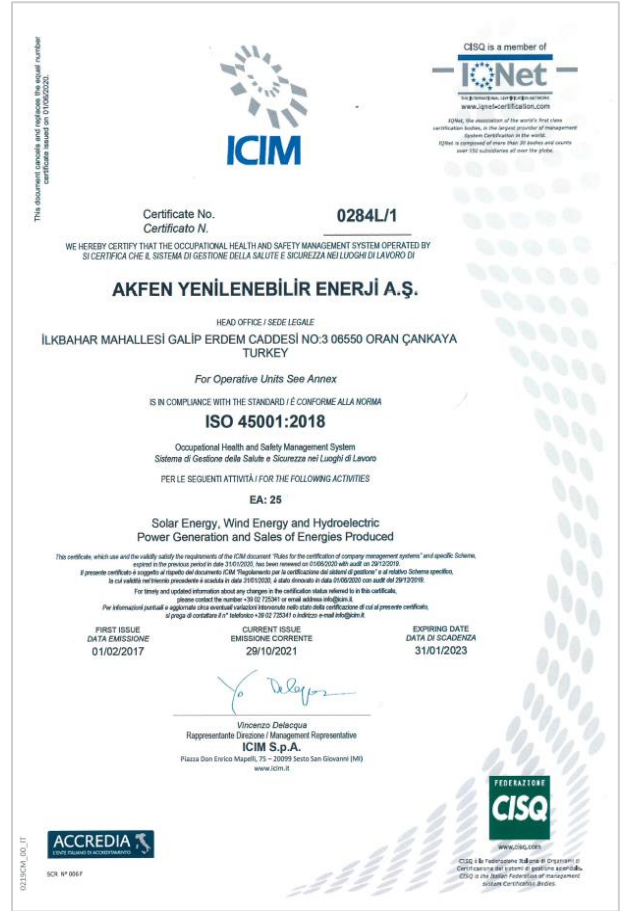 This document cancels and replaces the equal number
certificate issued on 01/06/2020.
ICIM
CISQ is a member of
IQNet
THE INTERNATIONAL CERTIFICATION NETWORK
www.iqnet-certification.com
IQNet, the association of the world's first class
certification bodies, is the largest provider of management
System Certification in the world.
IQNet is composed of more than 30 bodies and counts
over 150 subsidiaries all over the globe.
Certificate No.
Certificato N.
0284L/1
WE HEREBY CERTIFY THAT THE OCCUPATIONAL HEALTH AND SAFETY MANAGEMENT SYSTEM OPERATED BY
SI CERTIFICA CHE IL SISTEMA DI GESTIONE DELLA SALUTE E SICUREZZA NEI LUOGHI DI LAVORO DI
AKFEN YENİLENEBİLİR ENERJİ A.Ş.
HEAD OFFICE / SEDE LEGALE
İLKBAHAR MAHALLESİ GALİP ERDEM CADDESİ NO:3 06550 ORAN ÇANKAYA
TURKEY
For Operative Units See Annex
IS IN COMPLIANCE WITH THE STANDARD / È CONFORME ALLA NORMA
ISO 45001:2018
Occupational Health and Safety Management System
Sistema di Gestione della Salute e Sicurezza nei Luoghi di Lavoro
PER LE SEGUENTI ATTIVITÀ / FOR THE FOLLOWING ACTIVITIES
EA: 25
Solar Energy, Wind Energy and Hydroelectric
Power Generation and Sales of Energies Produced
This certificate, which use and the validity satisfy the requirements of the ICIM document "Rules for the certification of company management systems" and specific Scheme,
expired in the previous period in date 31/01/2020, has been renewed on 01/06/2020 with audit on 29/12/2019.
Il presente certificato è soggetto al rispetto del documento ICIM "Regolamento per la certificazione dei sistemi di gestione" e al relativo Schema specifico,
la cui validità nel triennio precedente è scaduta in data 31/01/2020, è stato rinnovato in data 01/06/2020 con audit del 29/12/2019.
For timely and updated information about any changes in the certification status referred to in this certificate,
please contact the number +39 02 725341 or email address info@icim.it.
Per informazioni puntuali e aggiornate circa eventuali variazioni intervenute nello stato della certificazione di cui al presente certificato,
si prega di contattare il n° telefonico +39 02 725341 o indirizzo e-mail info@icim.it.
FIRST ISSUE
DATA EMISSIONE
01/02/2017
CURRENT ISSUE
EMISSIONE CORRENTE
29/10/2021
EXPIRING DATE
DATA DI SCADENZA
31/01/2023
Vincenzo Delacqua
Rappresentante Direzione / Management Representative
ICIM S.p.A.
Piazza Don Enrico Mapelli, 75 – 20099 Sesto San Giovanni (MI)
www.icim.it
0219CM_00_IT
ACCREDIA
L'ENTE ITALIANO DI ACCREDITAMENTO
SCR N° 006 F
FEDERAZIONE
CISQ
www.cisq.com
CISQ è la Federazione Italiana di Organismi di
Certificazione dei sistemi di gestione aziendale.
CISQ is the Italian Federation of management
system Certification Bodies.